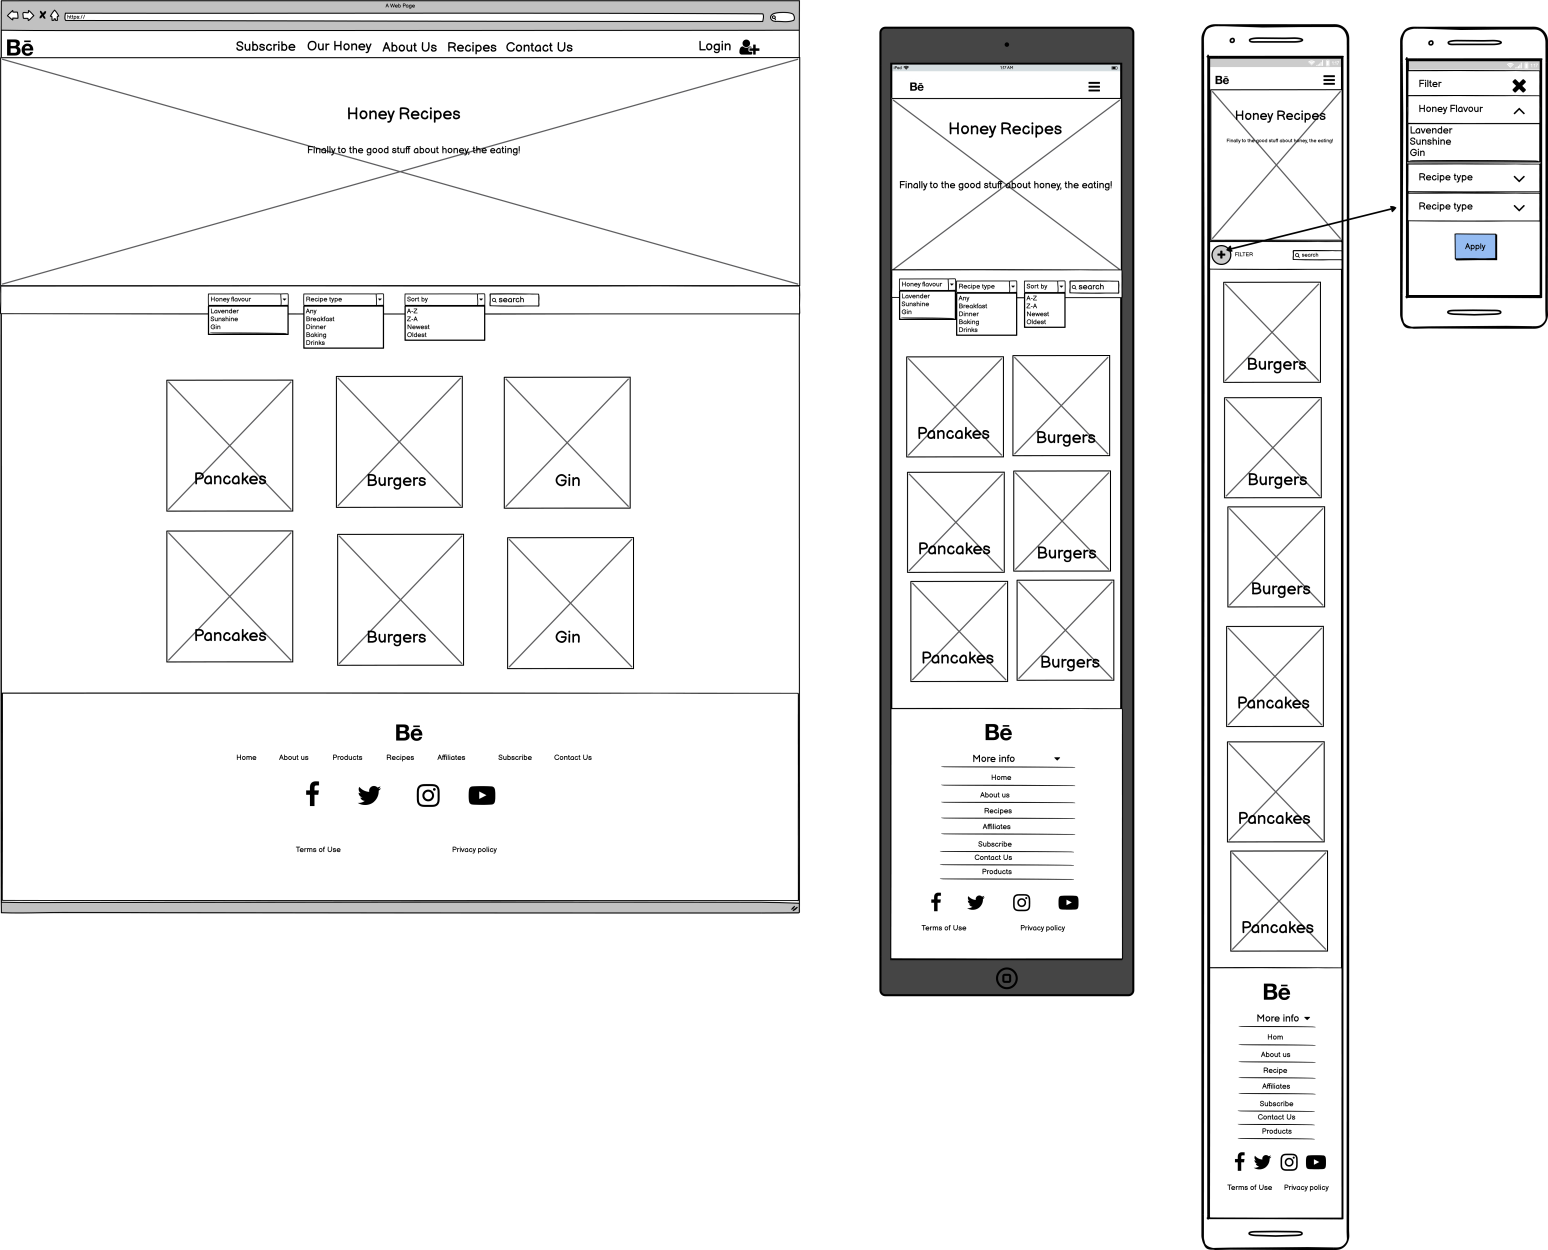 A Web Page
https://
Bē
Subscribe Our Honey About Us Recipes Contact Us
Login
Honey Recipes
Finally to the good stuff about honey, the eating!
Honey flavour
Lavender
Sunshine
Gin
Recipe type
Any
Breakfast
Dinner
Baking
Drinks
Sort by
A-Z
Z-A
Newest
Oldest
search
Pancakes Burgers Gin
Pancakes Burgers Gin
Bē
Home About us Products Recipes Affiliates Subscribe Contact Us
Terms of Use Privacy policy
iPad
1:17 AM
Bē
Honey Recipes
Finally to the good stuff about honey, the eating!
Honey flavour
Lavender
Sunshine
Gin
Recipe type
Any
Breakfast
Dinner
Baking
Drinks
Sort by
A-Z
Z-A
Newest
Oldest
search
Pancakes Burgers
Pancakes Burgers
Pancakes Burgers
Bē
More info
Home
About us
Recipes
Affiliates
Subscribe
Contact Us
Products
Terms of Use Privacy policy
Bē
Honey Recipes
Finally to the good stuff about honey, the eating!
FILTER
search
Burgers
Burgers
Burgers
Pancakes
Pancakes
Pancakes
Bē
More info
Hom
About us
Recipe
Affiliates
Subscribe
Contact Us
Products
Terms of Use Privacy policy
Filter
Honey Flavour
Lavender
Sunshine
Gin
Recipe type
Recipe type
Apply